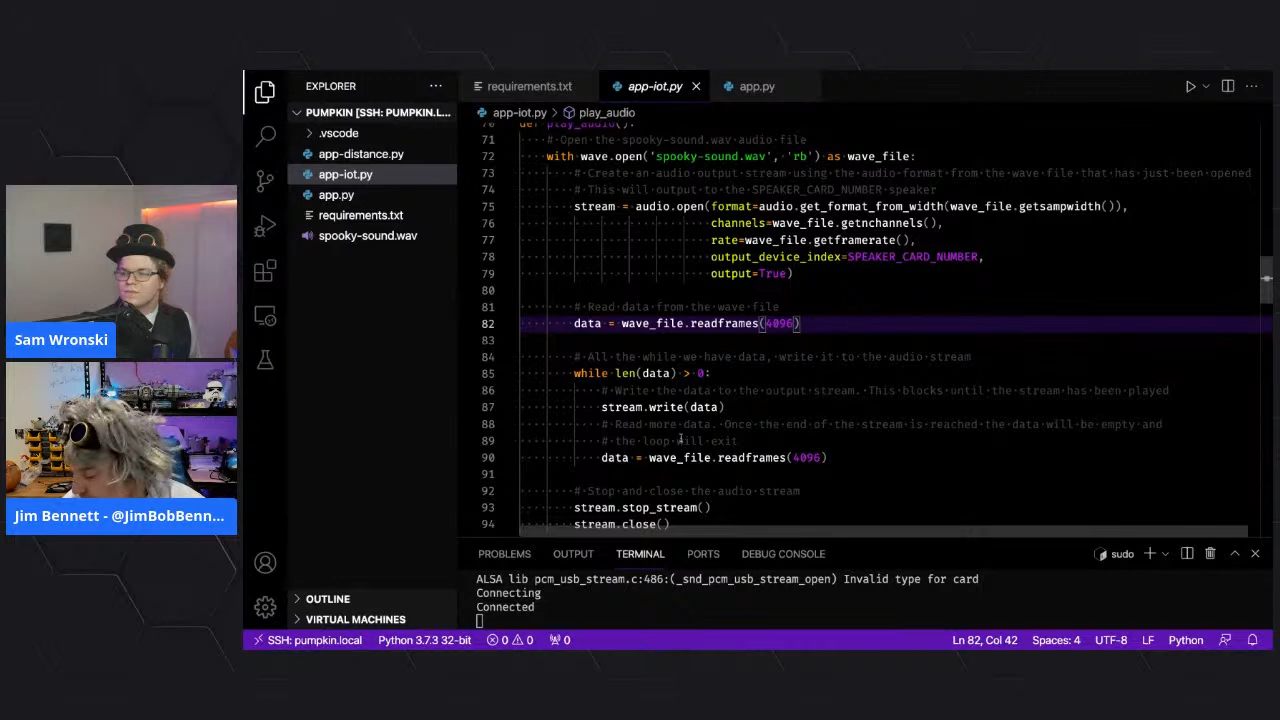 EXPLORER
PUMPKIN [SSH: PUMPKIN.L...
.vscode
app-distance.py
app-iot.py
app.py
requirements.txt
spooky-sound.wav
OUTLINE
VIRTUAL MACHINES
requirements.txt
app-iot.py
app.py
app-iot.py > play_audio
70 def play_audio():
71 # Open the spooky-sound.wav audio file
72 with wave.open('spooky-sound.wav', 'rb') as wave_file:
73 # Create an audio output stream using the audio format from the wave file that has just been opened
74 # This will output to the SPEAKER_CARD_NUMBER speaker
75 stream = audio.open(format=audio.get_format_from_width(wave_file.getsampwidth()),
76 channels=wave_file.getnchannels(),
77 rate=wave_file.getframerate(),
78 output_device_index=SPEAKER_CARD_NUMBER,
79 output=True)
80
81 # Read data from the wave file
82 data = wave_file.readframes(4096)
83
84 # All the while we have data, write it to the audio stream
85 while len(data) > 0:
86 # Write the data to the output stream. This blocks until the stream has been played
87 stream.write(data)
88 # Read more data. Once the end of the stream is reached the data will be empty and
89 # the loop will exit
90 data = wave_file.readframes(4096)
91
92 # Stop and close the audio stream
93 stream.stop_stream()
94 stream.close()
PROBLEMS OUTPUT TERMINAL PORTS DEBUG CONSOLE
sudo
ALSA lib pcm_usb_stream.c:486:(_snd_pcm_usb_stream_open) Invalid type for card
Connecting
Connected
SSH: pumpkin.local Python 3.7.3 32-bit 0 0 0
Ln 82, Col 42 Spaces: 4 UTF-8 LF Python
Sam Wronski
Jim Bennett - @JimBobBenn...